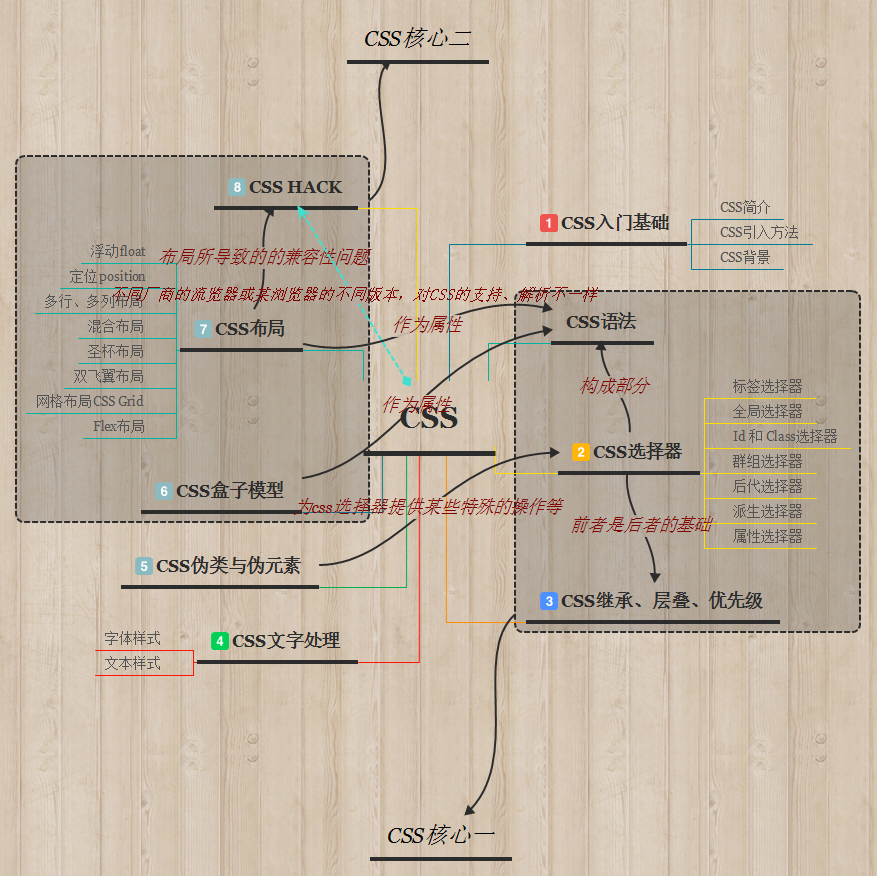 CSS核心二
8 CSS HACK
布局所导致的的兼容性问题
不同厂商的流览器或某浏览器的不同版本，对CSS的支持、解析不一样
7 CSS布局
浮动float
定位position
多行、多列布局
混合布局
圣杯布局
双飞翼布局
网格布局CSS Grid
Flex布局
作为属性
作为属性
CSS
6 CSS盒子模型
为css选择器提供某些特殊的操作等
5 CSS伪类与伪元素
4 CSS文字处理
字体样式
文本样式
1 CSS入门基础
CSS简介
CSS引入方法
CSS背景
CSS语法
构成部分
2 CSS选择器
标签选择器
全局选择器
Id 和 Class选择器
群组选择器
后代选择器
派生选择器
属性选择器
前者是后者的基础
3 CSS继承、层叠、优先级
CSS核心一